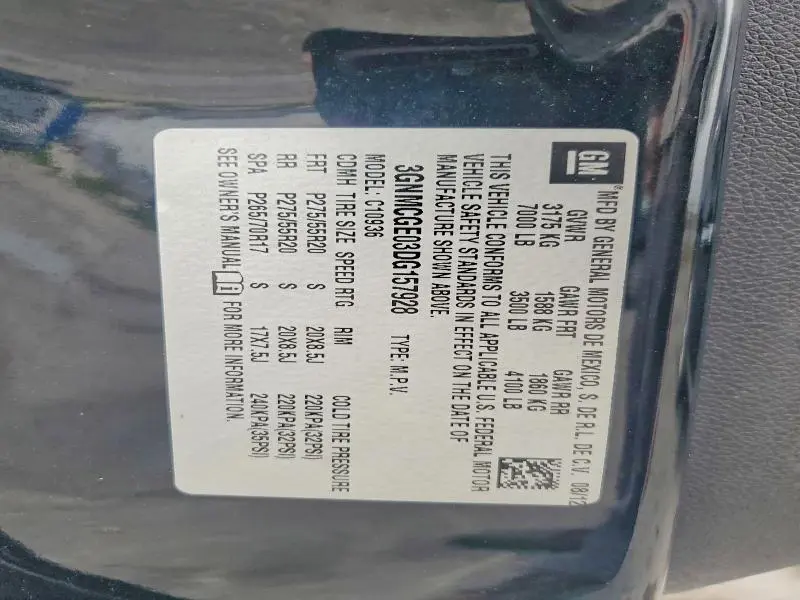 GM
®MFD BY GENERAL MOTORS DE MEXICO, S. DE R.L. DE C.V. 08/12
GVWR GAWR FRT GAWR RR
3175 KG 1588 KG 1860 KG
7000 LB 3500 LB 4100 LB
THIS VEHICLE CONFORMS TO ALL APPLICABLE U.S. FEDERAL MOTOR
VEHICLE SAFETY STANDARDS IN EFFECT ON THE DATE OF
MANUFACTURE SHOWN ABOVE.
3GNMCGE03DG157928 TYPE: M.P.V.
MODEL: C10936
CDMH TIRE SIZE SPEED RTG RIM COLD TIRE PRESSURE
FRT P275/55R20 S 20X8.5J 220KPA(32PSI)
RR P275/55R20 S 20X8.5J 220KPA(32PSI)
SPA P265/70R17 S 17X7.5J 240KPA(35PSI)
SEE OWNER'S MANUAL FOR MORE INFORMATION.